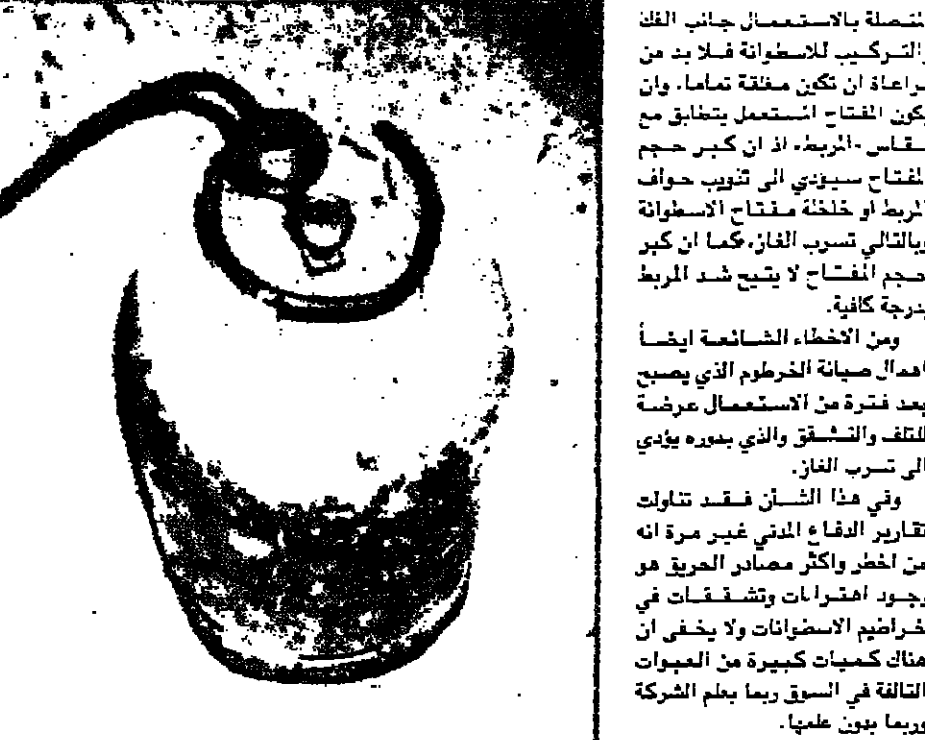 المتصلة بالاستعمال جانب الفك
والتركيب للاسطوانة فلا بد من
مراعاة ان تكون مغلقة تماما، وان
يكون المفتاح المستعمل يتطابق مع
مقاس «المربط» اذ ان كبر حجم
المفتاح سيؤدي الى تذويب حواف
المربط او خلخلة مفتاح الاسطوانة
وبالتالي تسرب الغاز، كما ان كبر
حجم المفتاح لا يتيح شد المربط
بدرجة كافية.
ومن الاخطاء الشائعة ايضاً
اهمال صيانة الخرطوم الذي يصبح
بعد فترة من الاستعمال عرضة
للتلف والتشقق والذي بدوره يؤدي
الى تسرب الغاز.
وفي هذا الشأن فقد تناولت
تقارير الدفاع المدني غير مرة انه
من اخطر واكثر مصادر الحريق هو
وجود اهتراءات وتشققات في
خراطيم الاسطوانات ولا يخفى ان
هناك كميات كبيرة من العبوات
التالفة في السوق ربما بعلم الشركة
وربما بدون علمها.